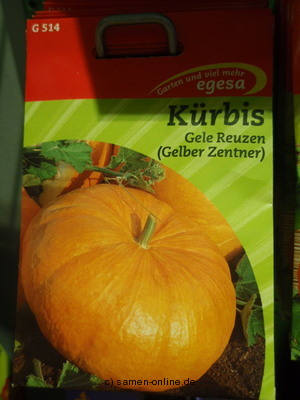 G 514
Garten und viel mehr
egesa
Kürbis
Gele Reuzen
(Gelber Zentner)
c) samen-online.de